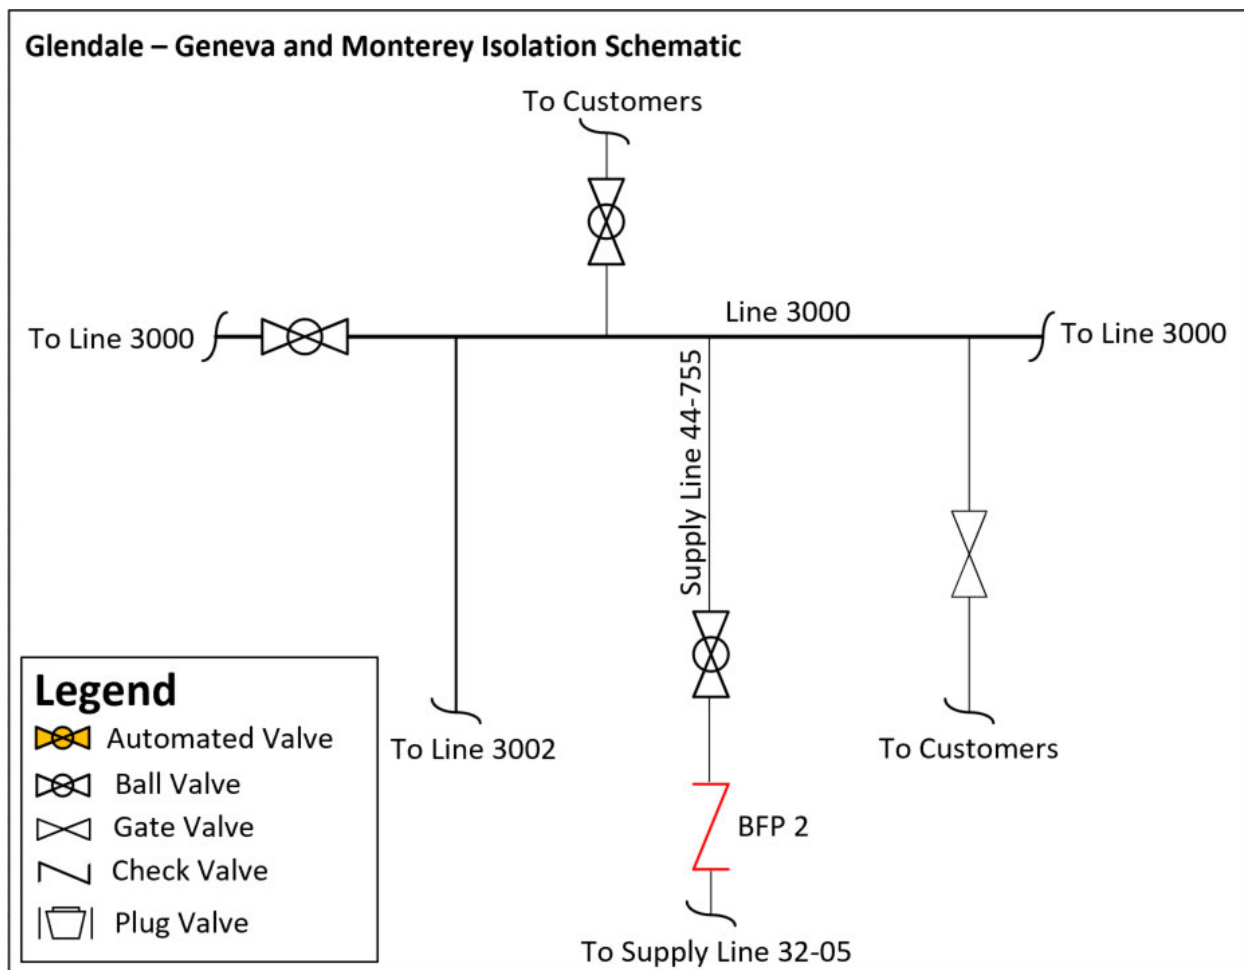 Glendale – Geneva and Monterey Isolation Schematic
To Customers
Line 3000
To Line 3000
To Line 3000
Supply Line 44-755
To Line 3002
To Customers
BFP 2
To Supply Line 32-05
Legend
Automated Valve
Ball Valve
Gate Valve
Check Valve
Plug Valve